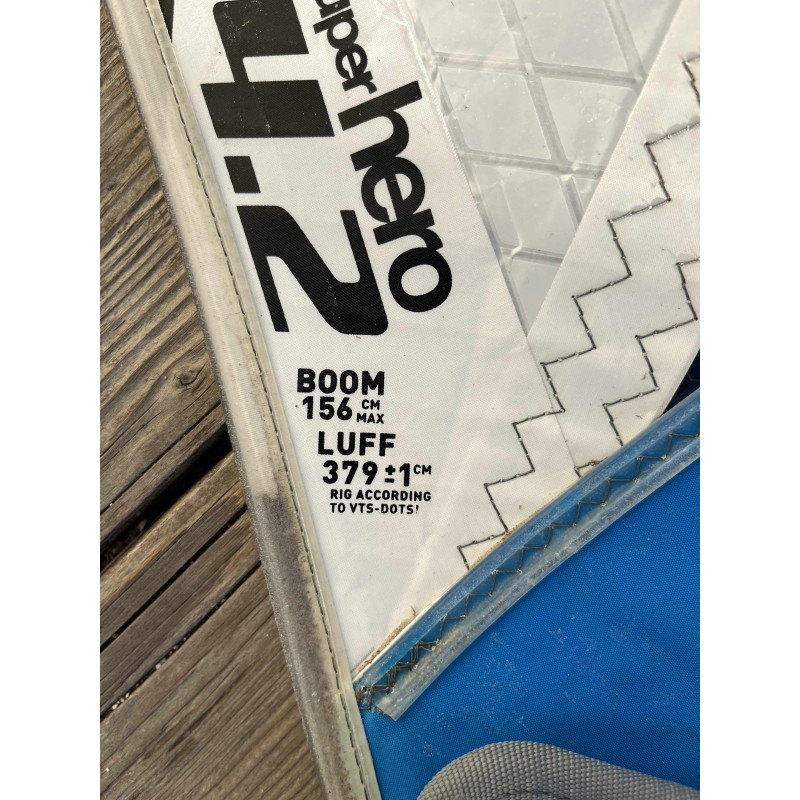 super
hero
4.2
BOOM
156 CM
MAX
LUFF
379 ±1 CM
RIG ACCORDING
TO VTS-DOTS!